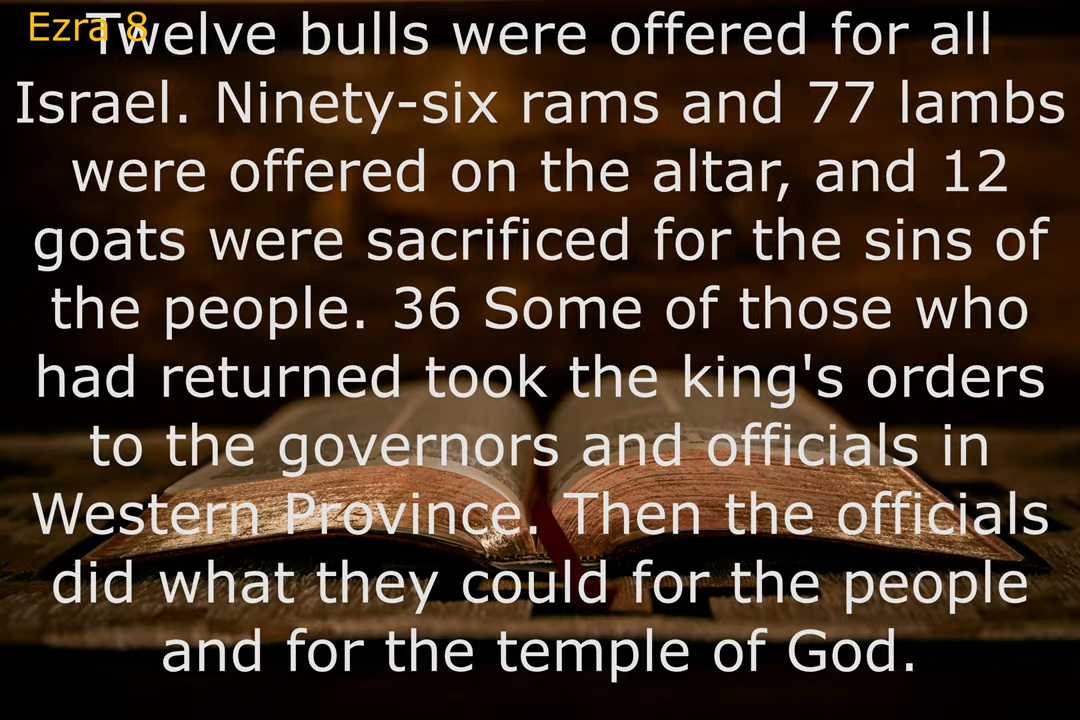 Ezra 8
Twelve bulls were offered for all
Israel. Ninety-six rams and 77 lambs
were offered on the altar, and 12
goats were sacrificed for the sins of
the people. 36 Some of those who
had returned took the king's orders
to the governors and officials in
Western Province. Then the officials
did what they could for the people
and for the temple of God.